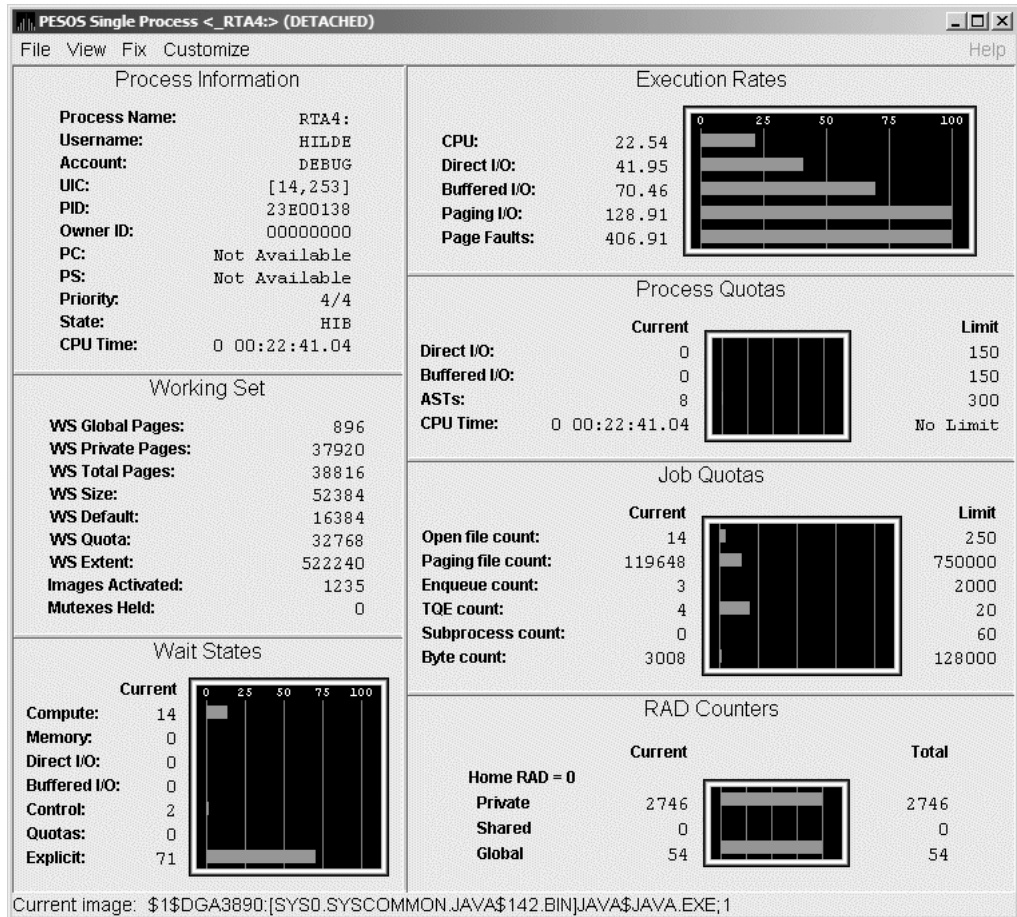 PESOS Single Process <_RTA4:> (DETACHED)
File View Fix Customize Help
Process Information
Process Name: RTA4:
Username: HILDE
Account: DEBUG
UIC: [14,253]
PID: 23E00138
Owner ID: 00000000
PC: Not Available
PS: Not Available
Priority: 4/4
State: HIB
CPU Time: 0 00:22:41.04
Working Set
WS Global Pages: 896
WS Private Pages: 37920
WS Total Pages: 38816
WS Size: 52384
WS Default: 16384
WS Quota: 32768
WS Extent: 522240
Images Activated: 1235
Mutexes Held: 0
Wait States
Current 0 25 50 75 100
Compute: 14
Memory: 0
Direct I/O: 0
Buffered I/O: 0
Control: 2
Quotas: 0
Explicit: 71
Execution Rates
0 25 50 75 100
CPU: 22.54
Direct I/O: 41.95
Buffered I/O: 70.46
Paging I/O: 128.91
Page Faults: 406.91
Process Quotas
Current Limit
Direct I/O: 0 150
Buffered I/O: 0 150
ASTs: 8 300
CPU Time: 0 00:22:41.04 No Limit
Job Quotas
Current Limit
Open file count: 14 250
Paging file count: 119648 750000
Enqueue count: 3 2000
TQE count: 4 20
Subprocess count: 0 60
Byte count: 3008 128000
RAD Counters
Current Total
Home RAD = 0
Private 2746 2746
Shared 0 0
Global 54 54
Current image: $1$DGA3890:[SYS0.SYSCOMMON.JAVA$142.BIN]JAVA$JAVA.EXE;1